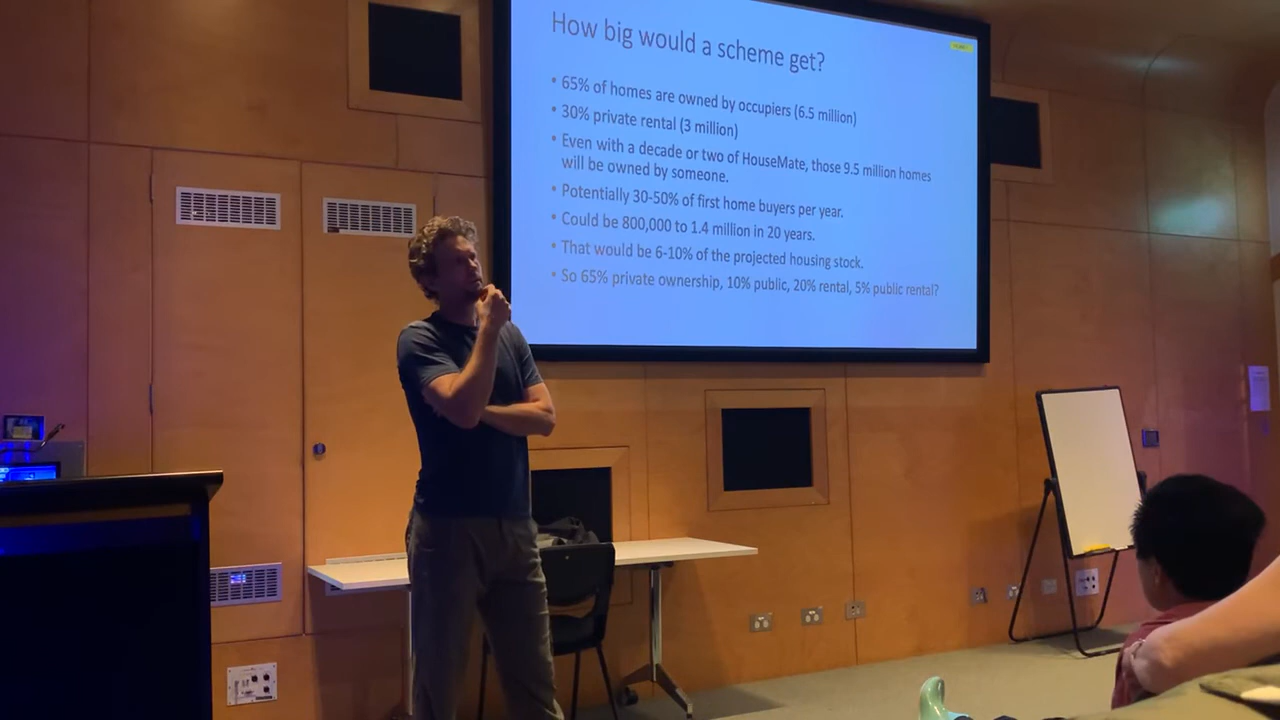 How big would a scheme get?
• 65% of homes are owned by occupiers (6.5 million)
• 30% private rental (3 million)
• Even with a decade or two of HouseMate, those 9.5 million homes
will be owned by someone.
• Potentially 30-50% of first home buyers per year.
• Could be 800,000 to 1.4 million in 20 years.
• That would be 6-10% of the projected housing stock.
• So 65% private ownership, 10% public, 20% rental, 5% public rental?